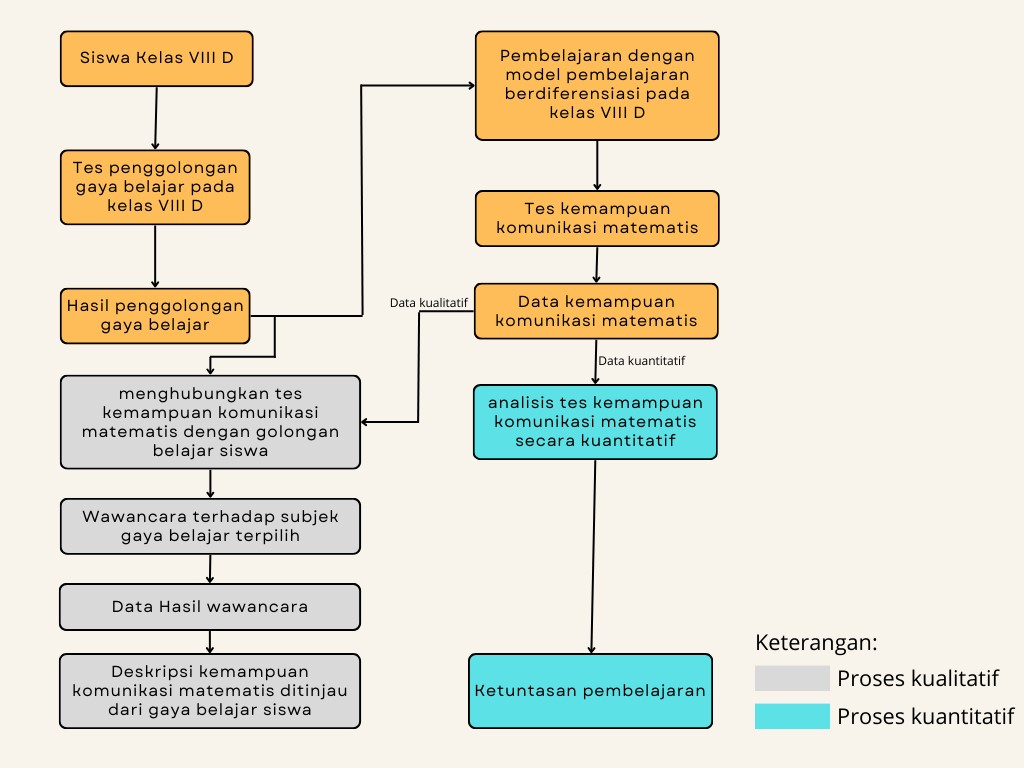 Siswa Kelas VIII D
Tes penggolongan
gaya belajar pada
kelas VIII D
Hasil penggolongan
gaya belajar
menghubungkan tes
kemampuan komunikasi
matematis dengan golongan
belajar siswa
Wawancara terhadap subjek
gaya belajar terpilih
Data Hasil wawancara
Deskripsi kemampuan
komunikasi matematis ditinjau
dari gaya belajar siswa
Pembelajaran dengan
model pembelajaran
berdiferensiasi pada
kelas VIII D
Tes kemampuan
komunikasi matematis
Data kualitatif
Data kemampuan
komunikasi matematis
Data kuantitatif
analisis tes kemampuan
komunikasi matematis
secara kuantitatif
Ketuntasan pembelajaran
Keterangan:
Proses kualitatif
Proses kuantitatif